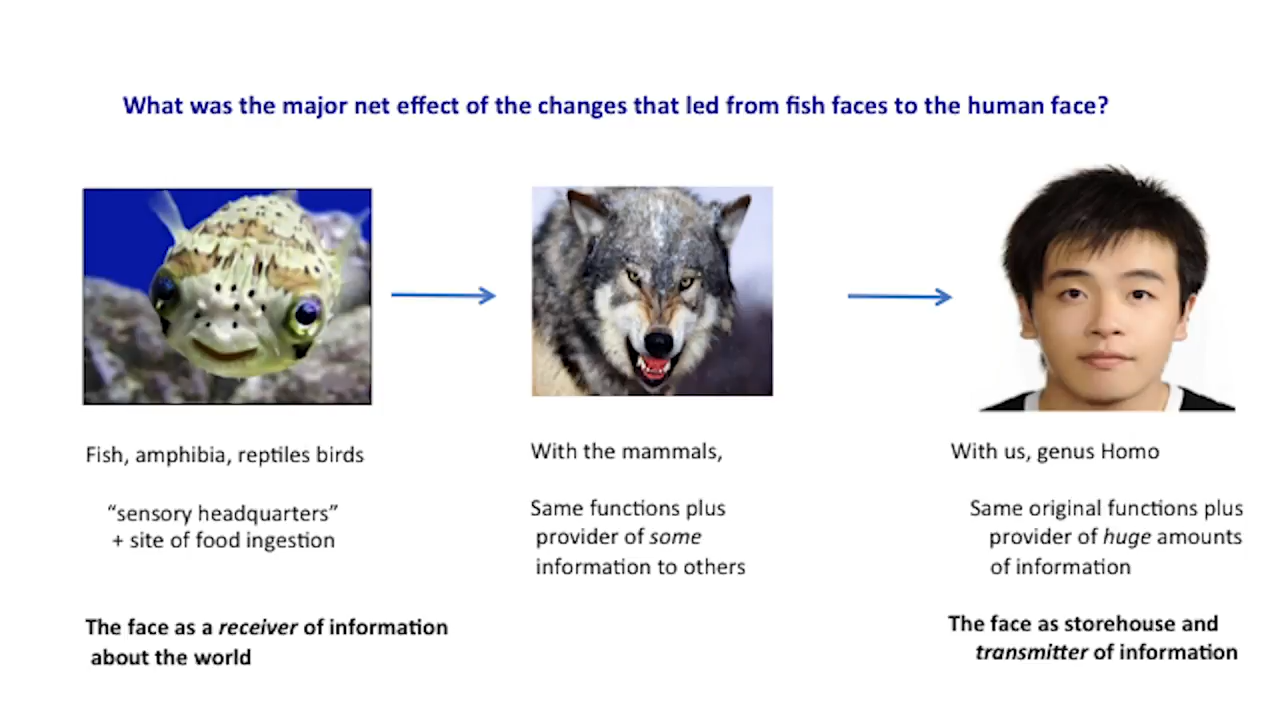 What was the major net effect of the changes that led from fish faces to the human face?
Fish, amphibia, reptiles birds
“sensory headquarters”
+ site of food ingestion
The face as a receiver of information
about the world
With the mammals,
Same functions plus
provider of some
information to others
With us, genus Homo
Same original functions plus
provider of huge amounts
of information
The face as storehouse and
transmitter of information